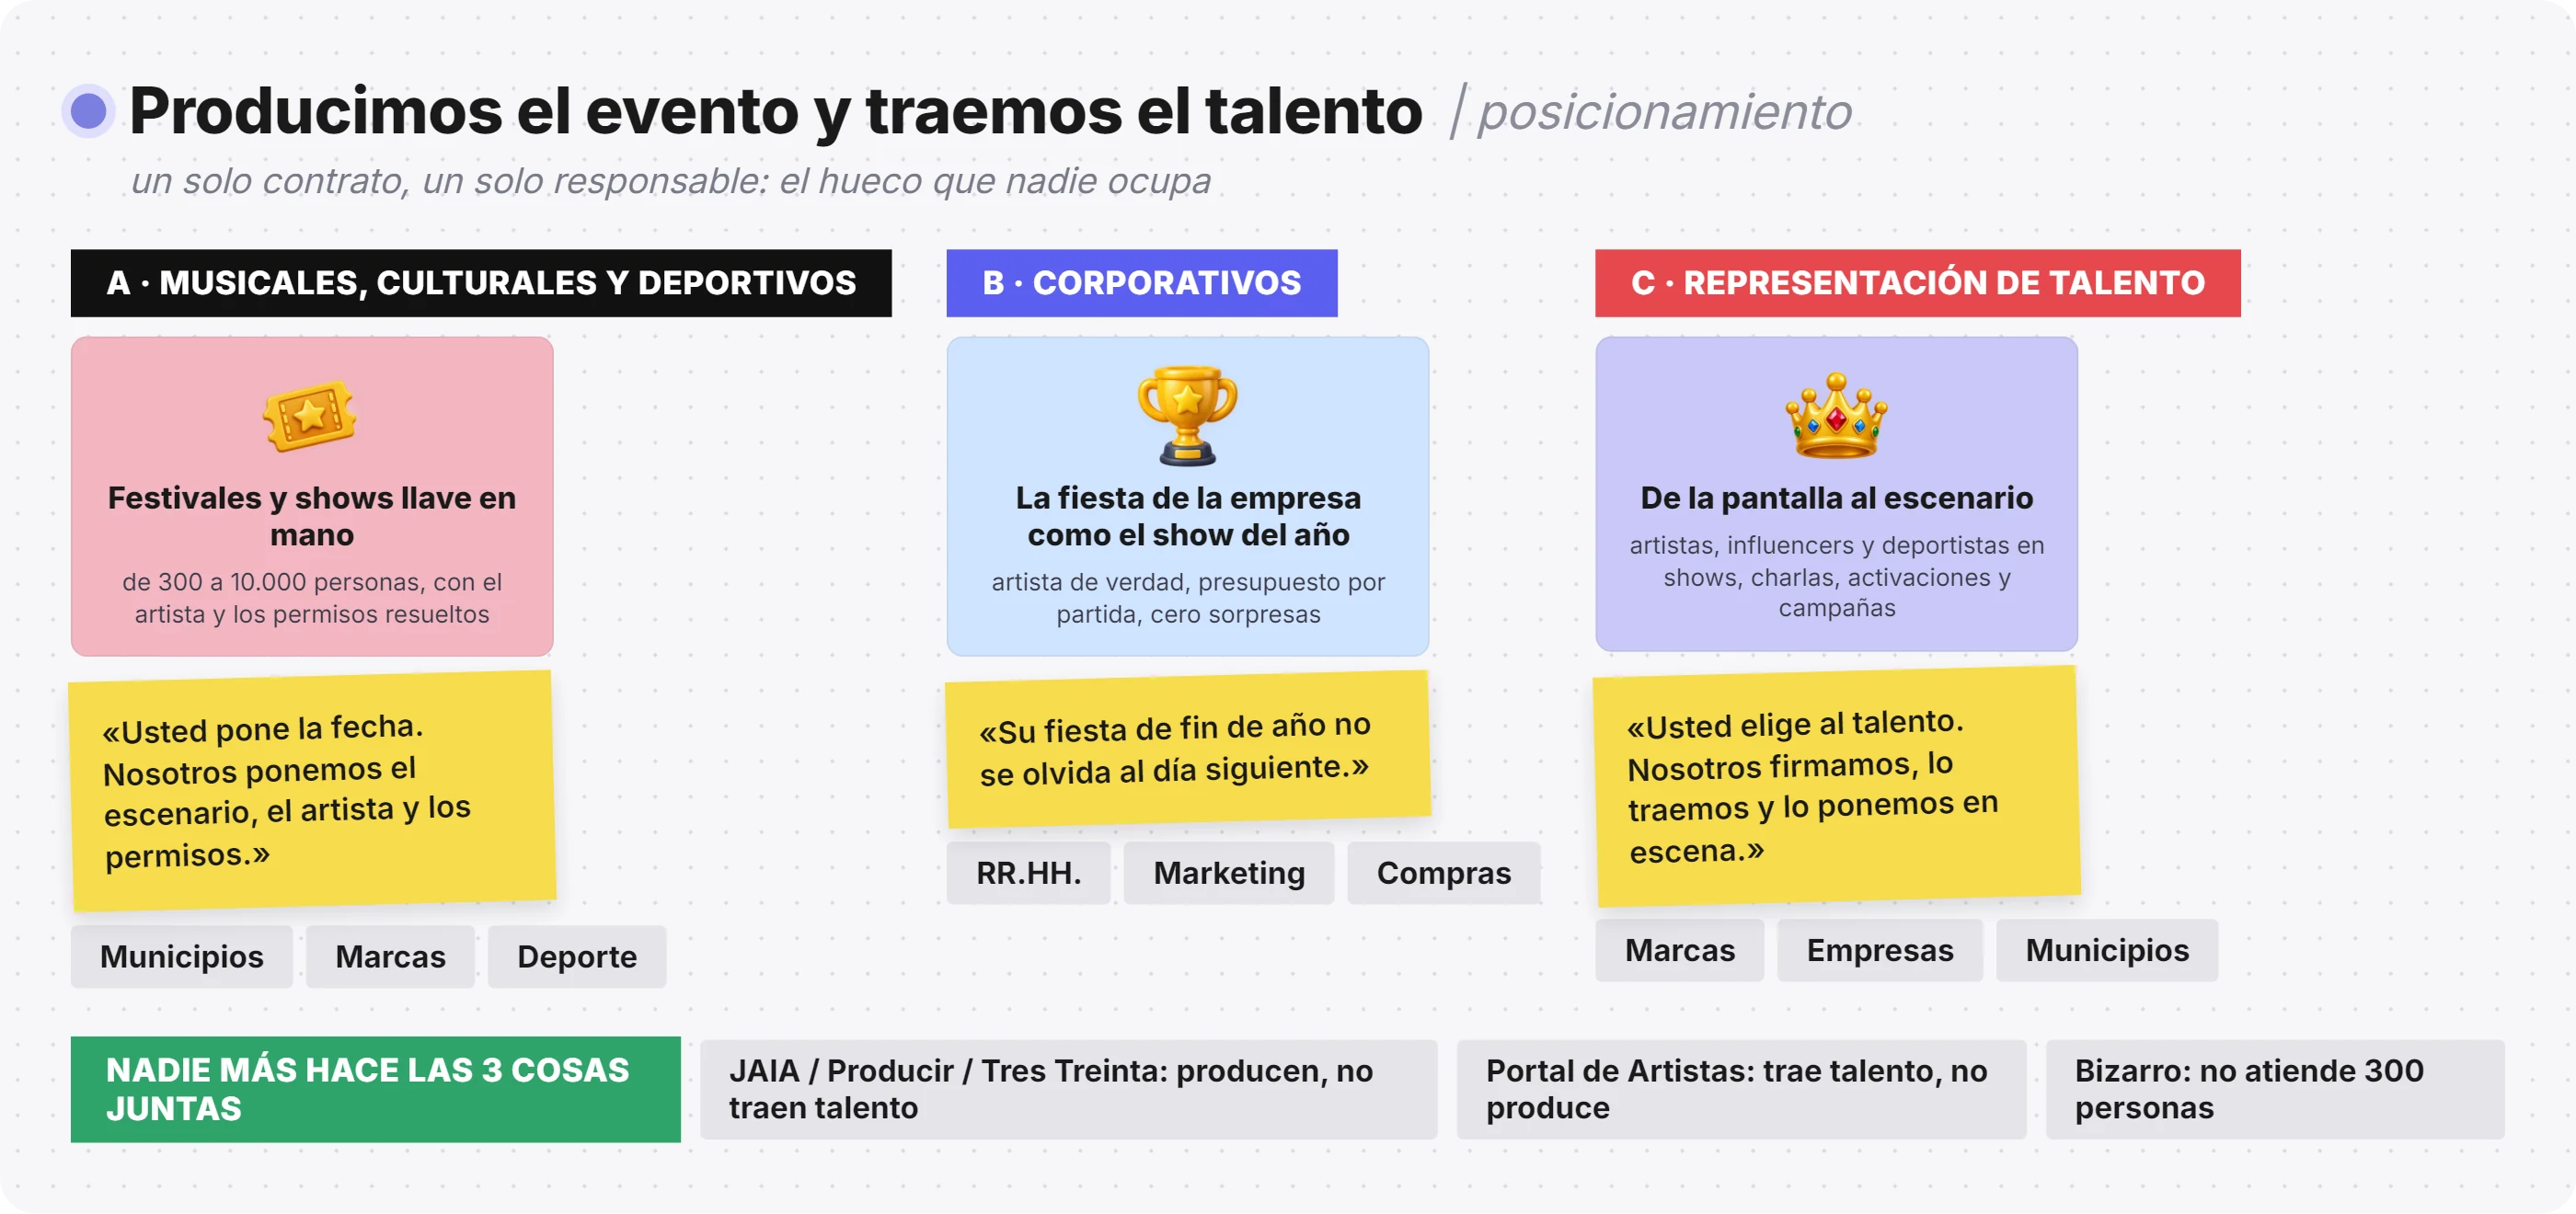 Producimos el evento y traemos el talento | posicionamiento
un solo contrato, un solo responsable: el hueco que nadie ocupa
A · MUSICALES, CULTURALES Y DEPORTIVOS
Festivales y shows llave en
mano
de 300 a 10.000 personas, con el
artista y los permisos resueltos
«Usted pone la fecha.
Nosotros ponemos el
escenario, el artista y los
permisos.»
Municipios
Marcas
Deporte
B · CORPORATIVOS
La fiesta de la empresa
como el show del año
artista de verdad, presupuesto por
partida, cero sorpresas
«Su fiesta de fin de año no
se olvida al día siguiente.»
RR.HH.
Marketing
Compras
C · REPRESENTACIÓN DE TALENTO
De la pantalla al escenario
artistas, influencers y deportistas en
shows, charlas, activaciones y
campañas
«Usted elige al talento.
Nosotros firmamos, lo
traemos y lo ponemos en
escena.»
Marcas
Empresas
Municipios
NADIE MÁS HACE LAS 3 COSAS
JUNTAS
JAIA / Producir / Tres Treinta: producen, no
traen talento
Portal de Artistas: trae talento, no
produce
Bizarro: no atiende 300
personas